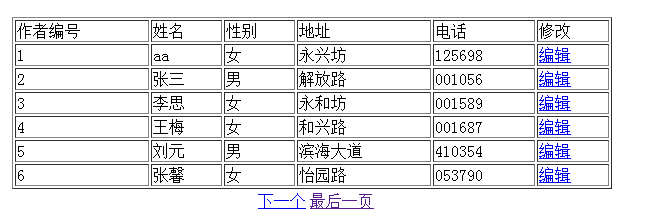 作者编号 姓名 性别 地址 电话 修改
1 aa 女 永兴坊 125698 编辑
2 张三 男 解放路 001056 编辑
3 李思 女 永和坊 001589 编辑
4 王梅 女 和兴路 001687 编辑
5 刘元 男 滨海大道 410354 编辑
6 张馨 女 怡园路 053790 编辑
下一个 最后一页